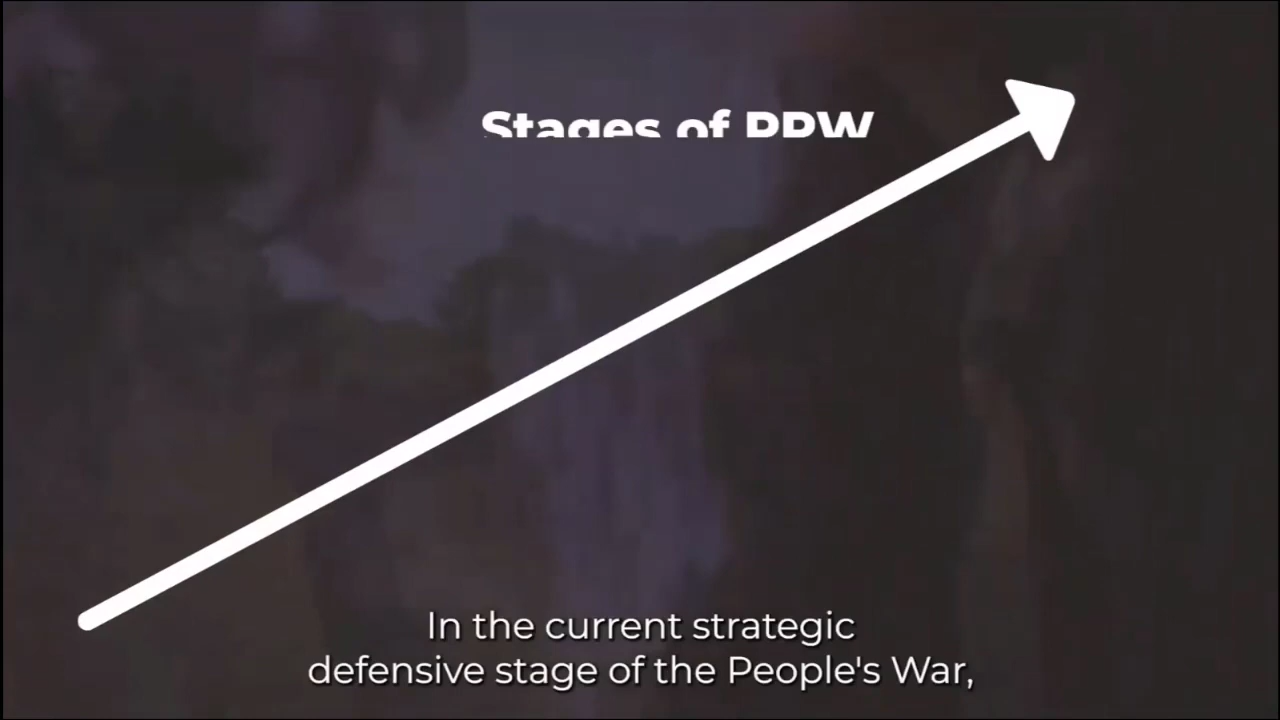 Stages of PPW
In the current strategic
defensive stage of the People's War,